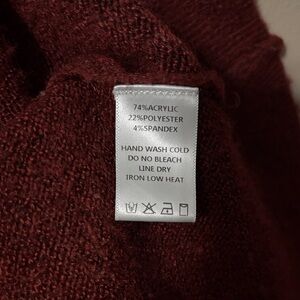 74%ACRYLIC
22%POLYESTER
4%SPANDEX
HAND WASH COLD
DO NO BLEACH
LINE DRY
IRON LOW HEAT